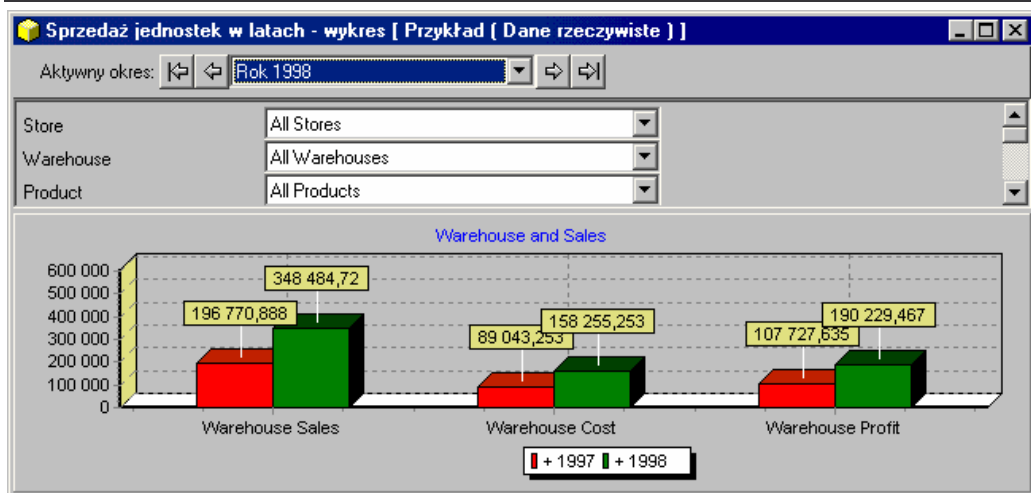 Sprzedaż jednostek w latach - wykres [ Przykład ( Dane rzeczywiste ) ]
Aktywny okres: Rok 1998
Store All Stores
Warehouse All Warehouses
Product All Products
Warehouse and Sales
600 000
500 000
400 000
300 000
200 000
100 000
0
196 770,888
348 484,72
89 043,253
158 255,253
107 727,635
190 229,467
Warehouse Sales Warehouse Cost Warehouse Profit
+ 1997 + 1998